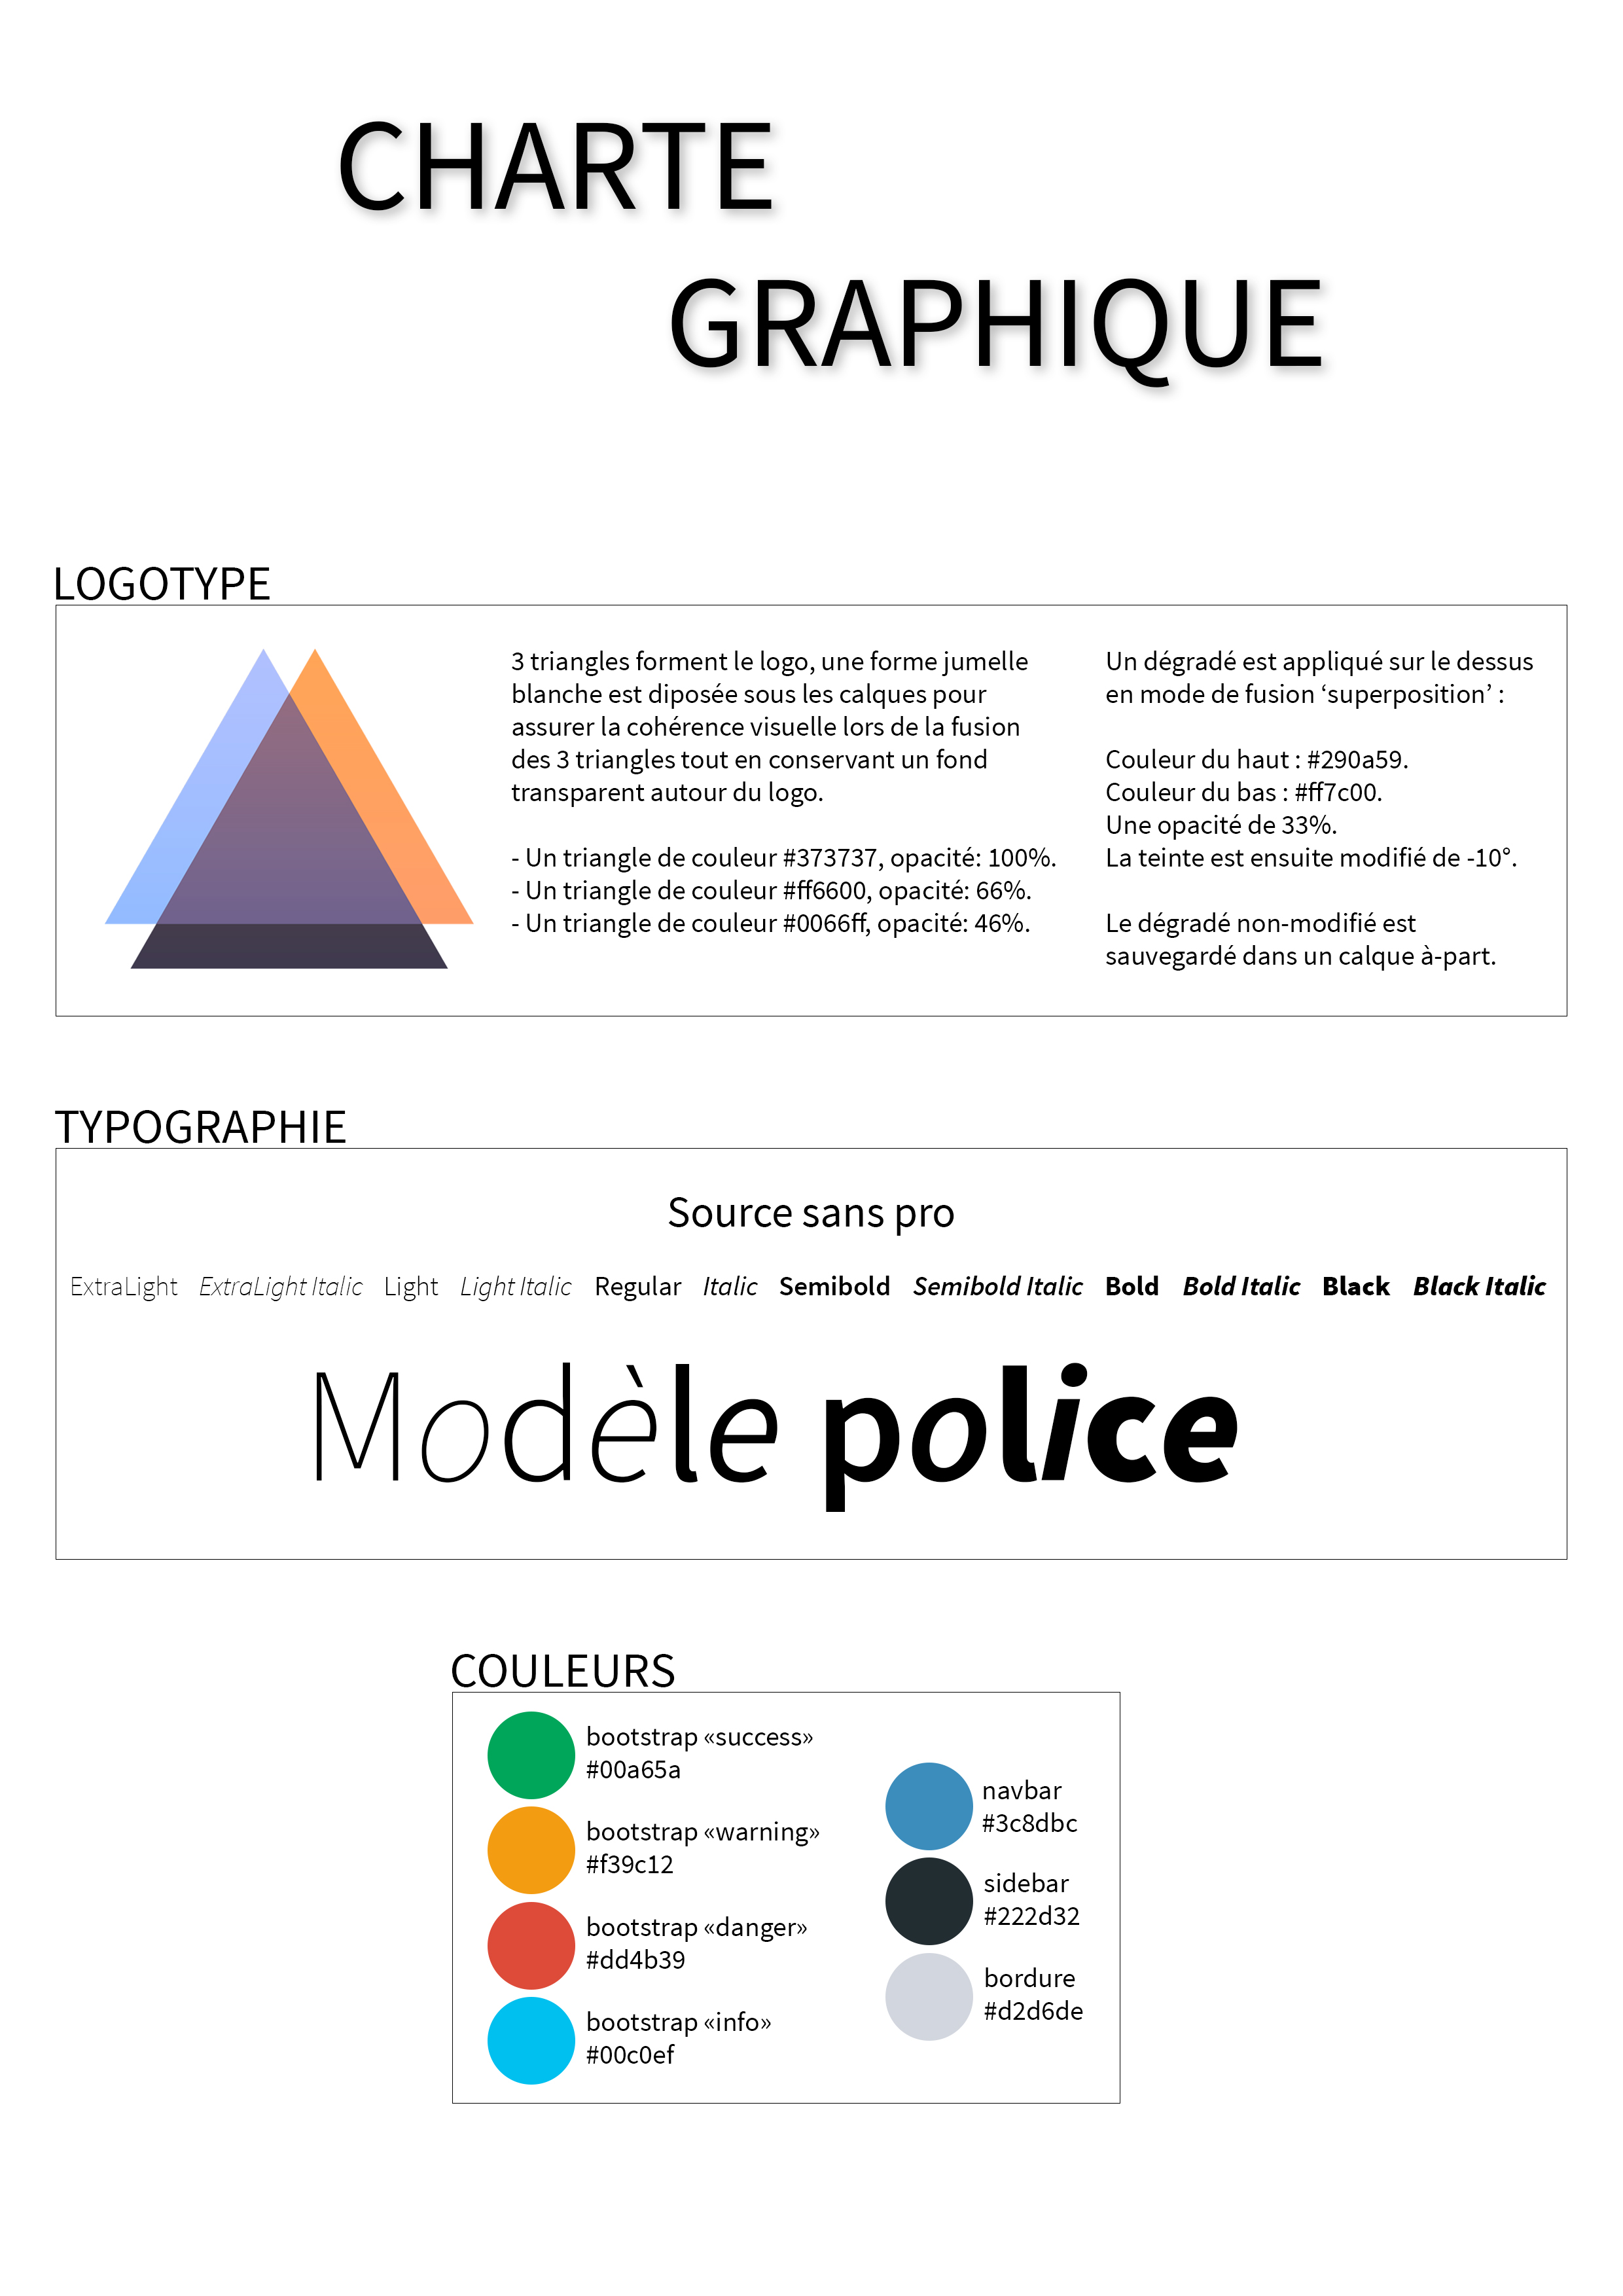 CHARTE
GRAPHIQUE
LOGOTYPE
3 triangles forment le logo, une forme jumelle
blanche est diposée sous les calques pour
assurer la cohérence visuelle lors de la fusion
des 3 triangles tout en conservant un fond
transparent autour du logo.
- Un triangle de couleur #373737, opacité: 100%.
- Un triangle de couleur #ff6600, opacité: 66%.
- Un triangle de couleur #0066ff, opacité: 46%.
Un dégradé est appliqué sur le dessus
en mode de fusion ‘superposition’ :
Couleur du haut : #290a59.
Couleur du bas : #ff7c00.
Une opacité de 33%.
La teinte est ensuite modifié de -10°.
Le dégradé non-modifié est
sauvegardé dans un calque à-part.
TYPOGRAPHIE
Source sans pro
ExtraLight ExtraLight Italic Light Light Italic Regular Italic Semibold Semibold Italic Bold Bold Italic Black Black Italic
Modèle police
COULEURS
bootstrap «success»
#00a65a
bootstrap «warning»
#f39c12
bootstrap «danger»
#dd4b39
bootstrap «info»
#00c0ef
navbar
#3c8dbc
sidebar
#222d32
bordure
#d2d6de